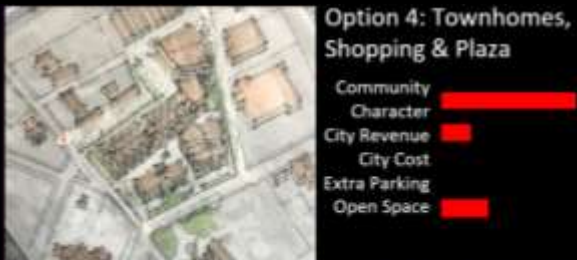 Option 4: Townhomes,
Shopping & Plaza
Community
Character
City Revenue
City Cost
Extra Parking
Open Space